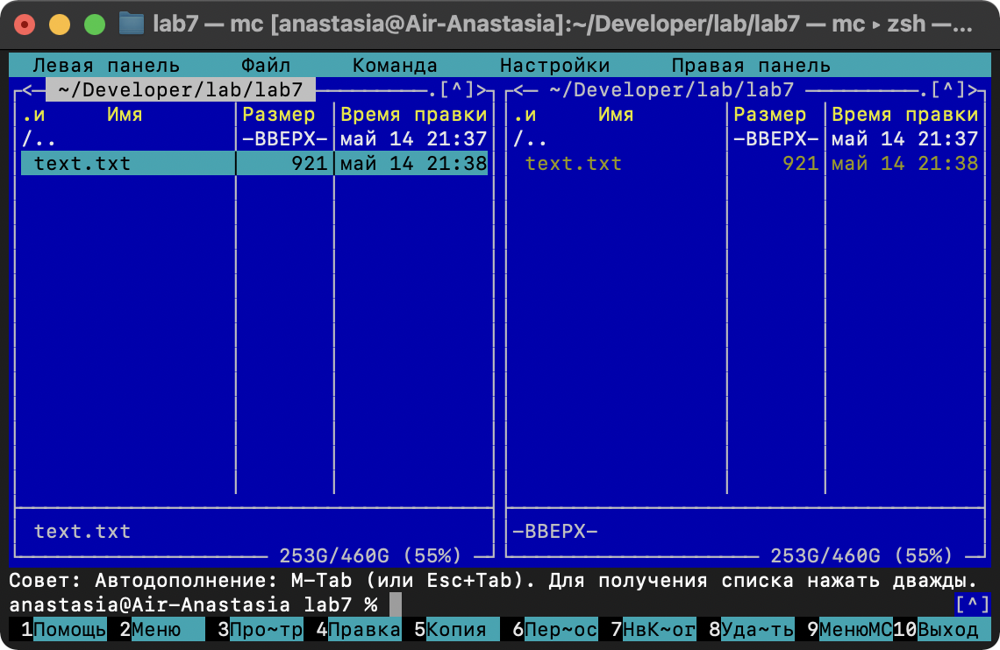 lab7 — mc [anastasia@Air-Anastasia]:~/Developer/lab/lab7 — mc ▸ zsh —...
Левая панель Файл Команда Настройки Правая панель
<— ~/Developer/lab/lab7 —.[^]> <— ~/Developer/lab/lab7 —.[^]>
.и Имя Размер Время правки .и Имя Размер Время правки
/.. -ВВЕРХ- май 14 21:37 /.. -ВВЕРХ- май 14 21:37
text.txt 921 май 14 21:38 text.txt 921 май 14 21:38
text.txt -ВВЕРХ-
253G/460G (55%) 253G/460G (55%)
Совет: Автодополнение: M-Tab (или Esc+Tab). Для получения списка нажать дважды.
anastasia@Air-Anastasia lab7 % [^]
1Помощь 2Меню 3Про~тр 4Правка 5Копия 6Пер~ос 7НвК~ог 8Уда~ть 9МенюMC 10Выход